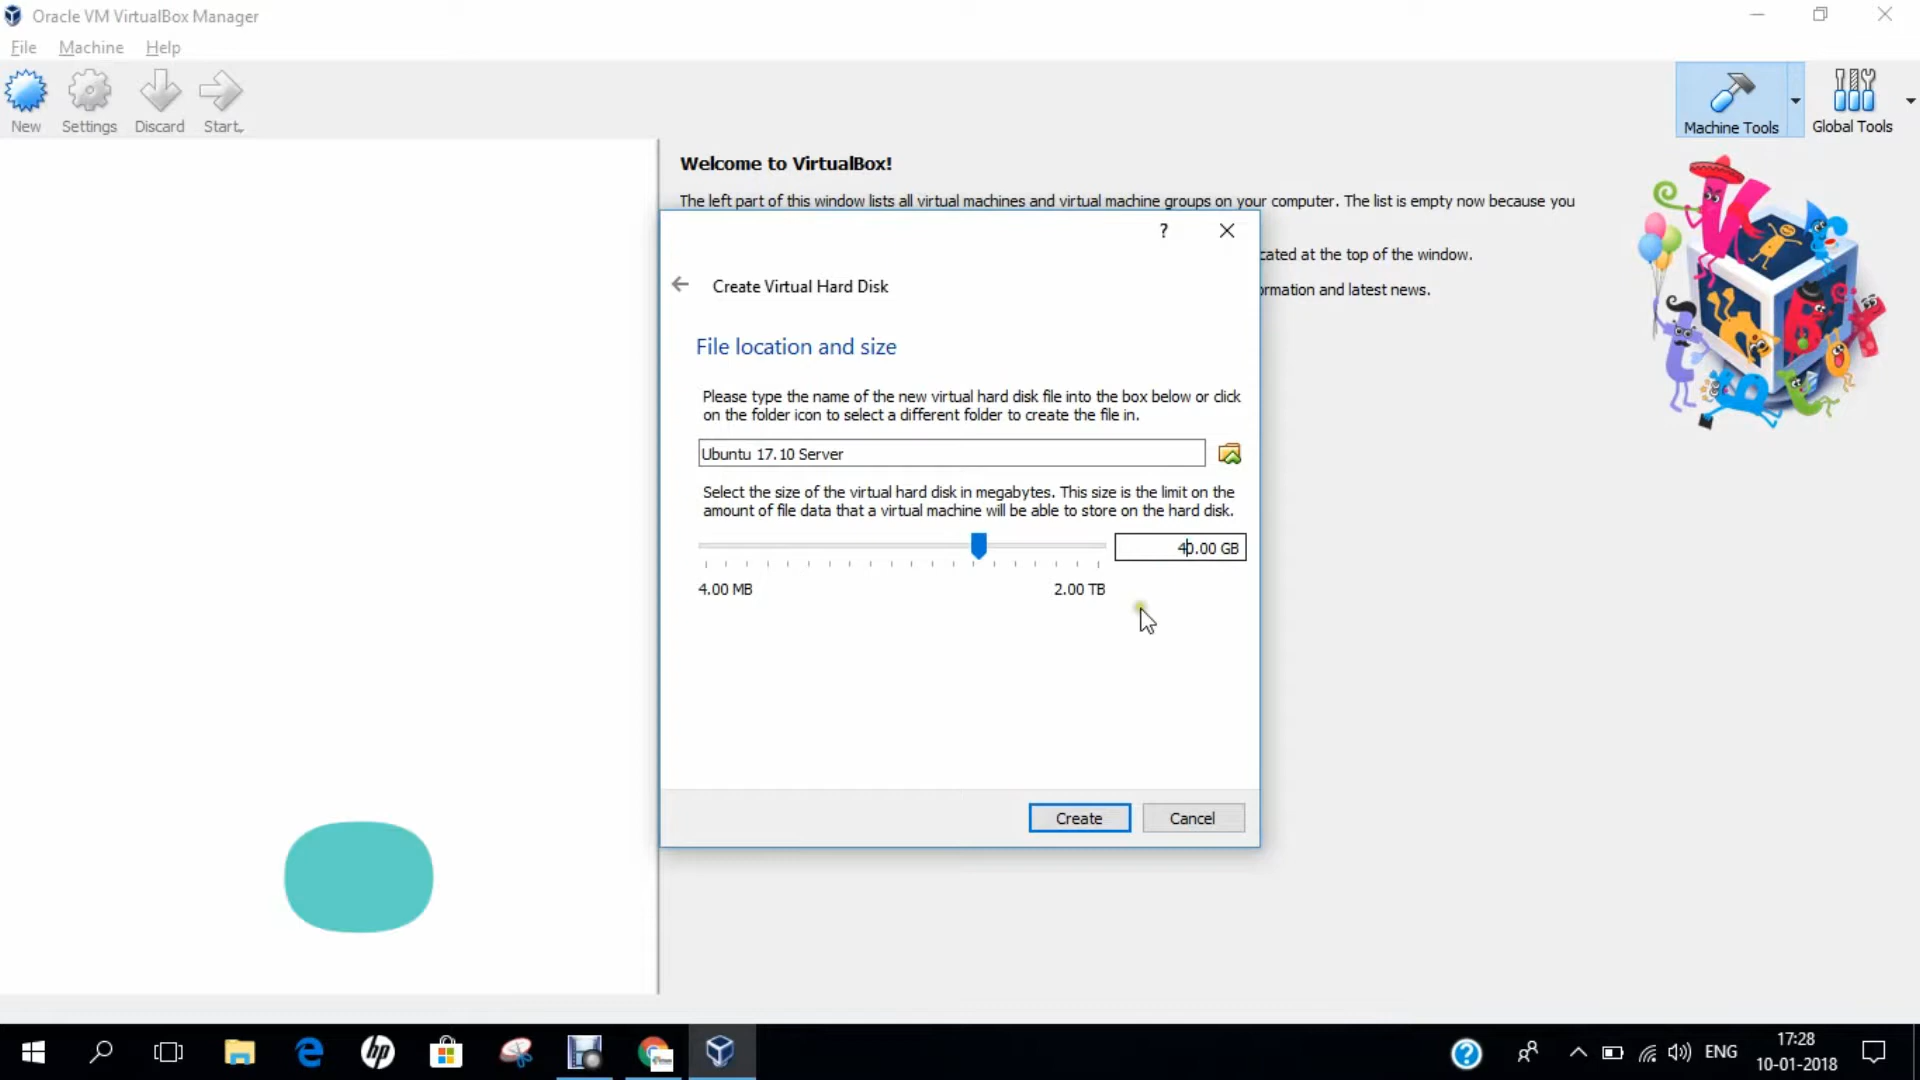 Oracle VM VirtualBox Manager
File Machine Help
New Settings Discard Start
Machine Tools Global Tools
Welcome to VirtualBox!
The left part of this window lists all virtual machines and virtual machine groups on your computer. The list is empty now because you
cated at the top of the window.
ormation and latest news.
?
Create Virtual Hard Disk
File location and size
Please type the name of the new virtual hard disk file into the box below or click
on the folder icon to select a different folder to create the file in.
Ubuntu 17.10 Server
Select the size of the virtual hard disk in megabytes. This size is the limit on the
amount of file data that a virtual machine will be able to store on the hard disk.
40.00 GB
4.00 MB 2.00 TB
Create Cancel
hp
?
ENG
17:28
10-01-2018